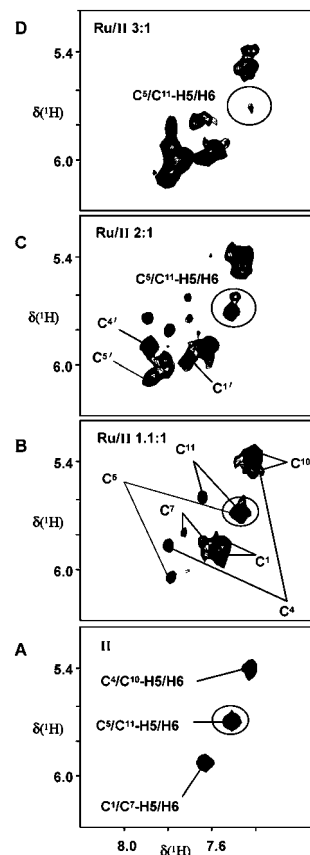 D
Ru/II 3:1
5.4
C⁵/C¹¹-H5/H6
δ(¹H)
6.0
C
Ru/II 2:1
5.4
C⁵/C¹¹-H5/H6
δ(¹H)
C⁴′
6.0
C⁵′
C¹′
B
Ru/II 1.1:1
C¹¹
5.4
C¹⁰
C⁵
C⁷
δ(¹H)
C¹
6.0
C⁴
A
II
5.4
C⁴/C¹⁰-H5/H6
C⁵/C¹¹-H5/H6
δ(¹H)
6.0
C¹/C⁷-H5/H6
8.0 7.6
δ(¹H)